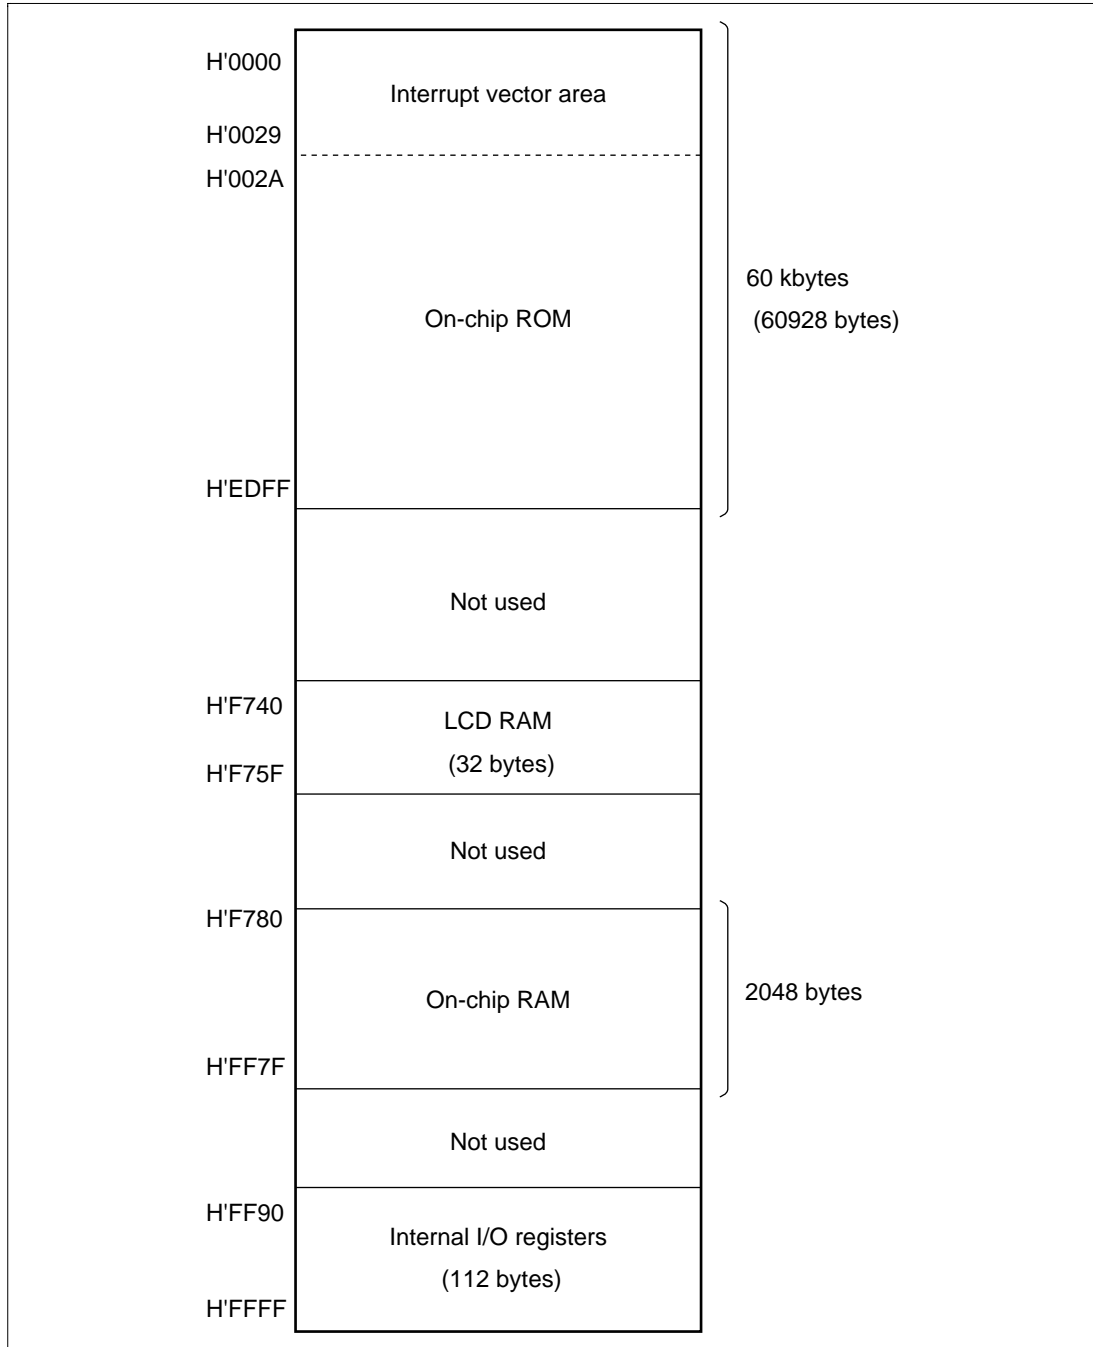 H'0000
Interrupt vector area
H'0029
H'002A
60 kbytes
On-chip ROM
(60928 bytes)
H'EDFF
Not used
H'F740
LCD RAM
(32 bytes)
H'F75F
Not used
H'F780
On-chip RAM
2048 bytes
H'FF7F
Not used
H'FF90
Internal I/O registers
(112 bytes)
H'FFFF